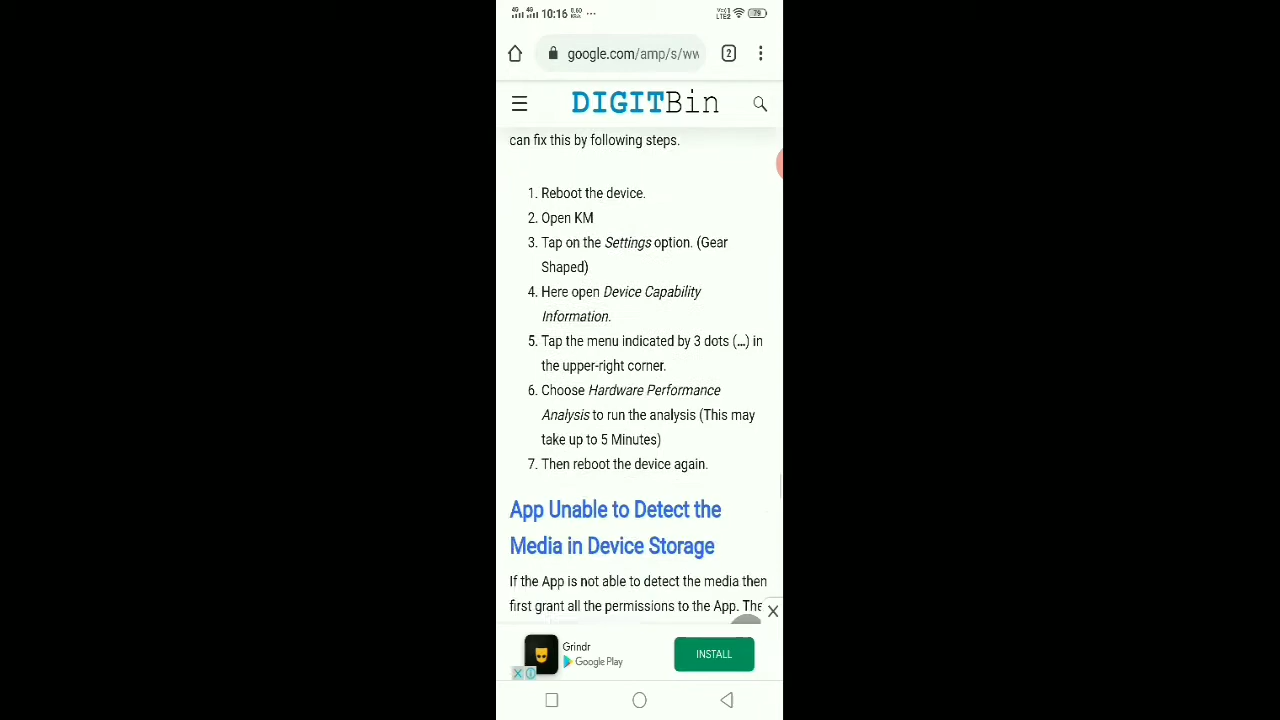 10:16
79
google.com/amp/s/ww
2
DIGITBin
can fix this by following steps.
1. Reboot the device.
2. Open KM
3. Tap on the Settings option. (Gear
Shaped)
4. Here open Device Capability
Information.
5. Tap the menu indicated by 3 dots (...) in
the upper-right corner.
6. Choose Hardware Performance
Analysis to run the analysis (This may
take up to 5 Minutes)
7. Then reboot the device again.
App Unable to Detect the
Media in Device Storage
If the App is not able to detect the media then
first grant all the permissions to the App. The
Grindr
Google Play
INSTALL